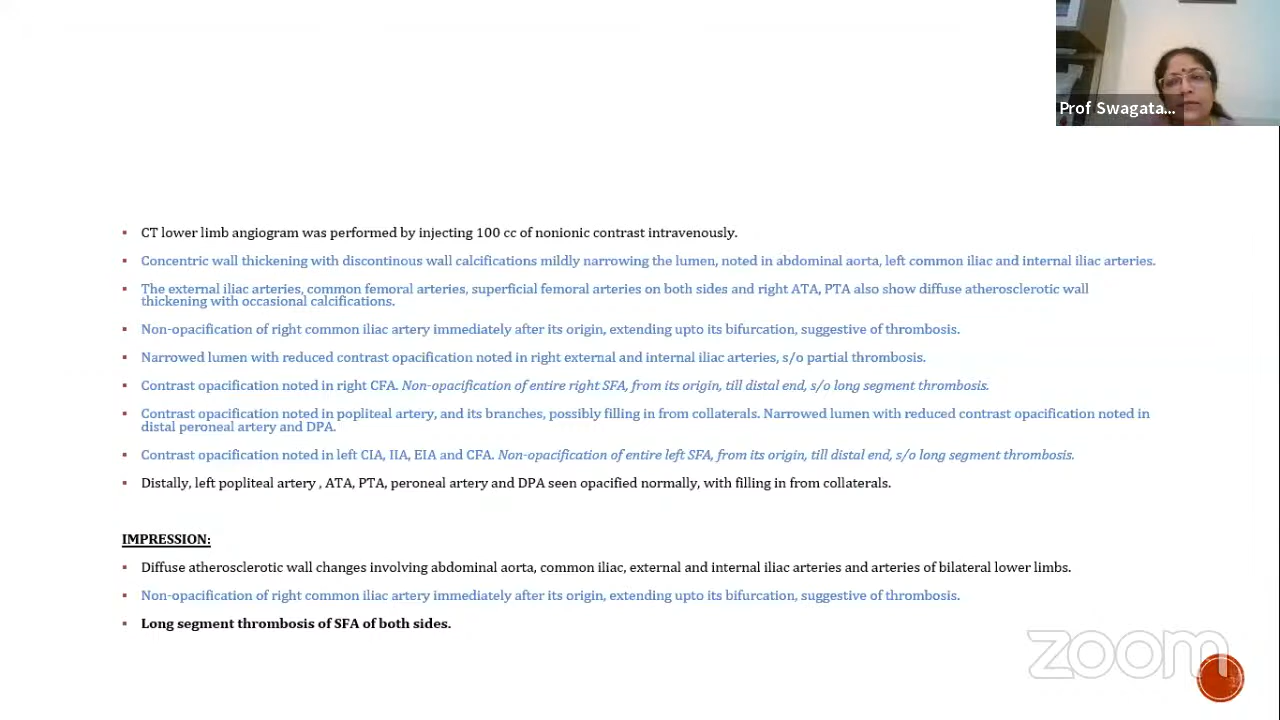 Prof Swagata...
▪ CT lower limb angiogram was performed by injecting 100 cc of nonionic contrast intravenously.
▪ Concentric wall thickening with discontinous wall calcifications mildly narrowing the lumen, noted in abdominal aorta, left common iliac and internal iliac arteries.
▪ The external iliac arteries, common femoral arteries, superficial femoral arteries on both sides and right ATA, PTA also show diffuse atherosclerotic wall
thickening with occasional calcifications.
▪ Non-opacification of right common iliac artery immediately after its origin, extending upto its bifurcation, suggestive of thrombosis.
▪ Narrowed lumen with reduced contrast opacification noted in right external and internal iliac arteries, s/o partial thrombosis.
▪ Contrast opacification noted in right CFA. Non-opacification of entire right SFA, from its origin, till distal end, s/o long segment thrombosis.
▪ Contrast opacification noted in popliteal artery, and its branches, possibly filling in from collaterals. Narrowed lumen with reduced contrast opacification noted in
distal peroneal artery and DPA.
▪ Contrast opacification noted in left CIA, IIA, EIA and CFA. Non-opacification of entire left SFA, from its origin, till distal end, s/o long segment thrombosis.
▪ Distally, left popliteal artery , ATA, PTA, peroneal artery and DPA seen opacified normally, with filling in from collaterals.
IMPRESSION:
▪ Diffuse atherosclerotic wall changes involving abdominal aorta, common iliac, external and internal iliac arteries and arteries of bilateral lower limbs.
▪ Non-opacification of right common iliac artery immediately after its origin, extending upto its bifurcation, suggestive of thrombosis.
▪ Long segment thrombosis of SFA of both sides.
zoom